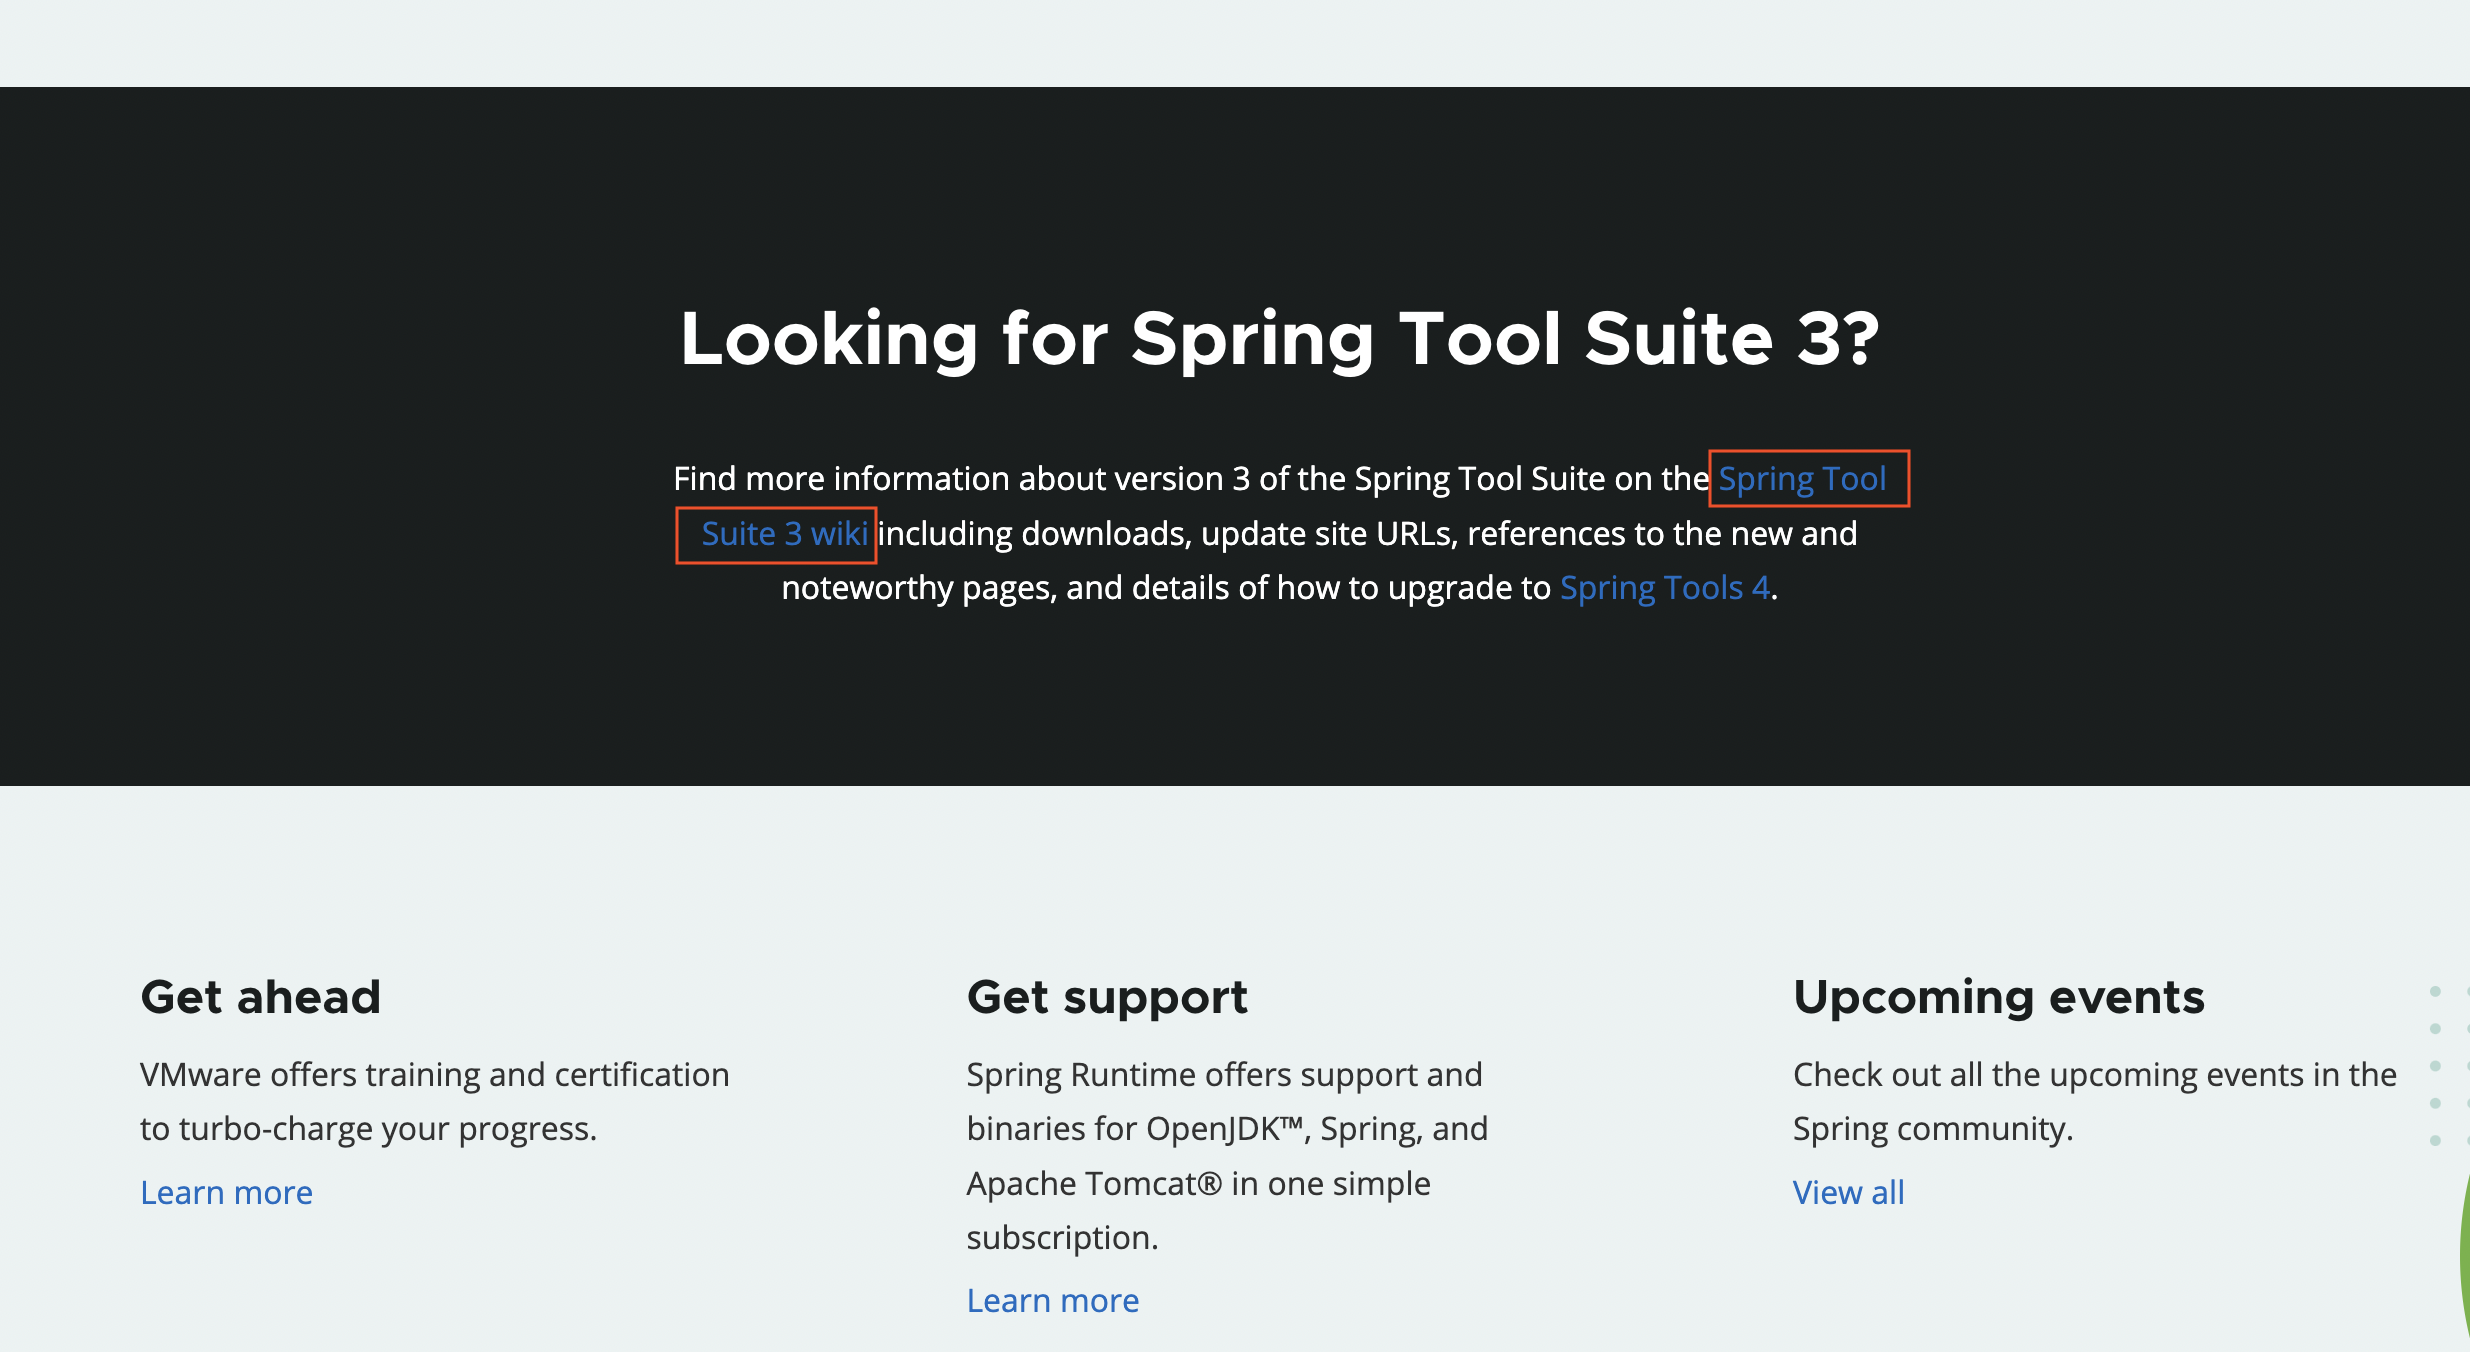 Looking for Spring Tool Suite 3?
Find more information about version 3 of the Spring Tool Suite on the Spring Tool
Suite 3 wiki including downloads, update site URLs, references to the new and
noteworthy pages, and details of how to upgrade to Spring Tools 4.
Get ahead
VMware offers training and certification
to turbo-charge your progress.
Learn more
Get support
Spring Runtime offers support and
binaries for OpenJDK™, Spring, and
Apache Tomcat® in one simple
subscription.
Learn more
Upcoming events
Check out all the upcoming events in the
Spring community.
View all